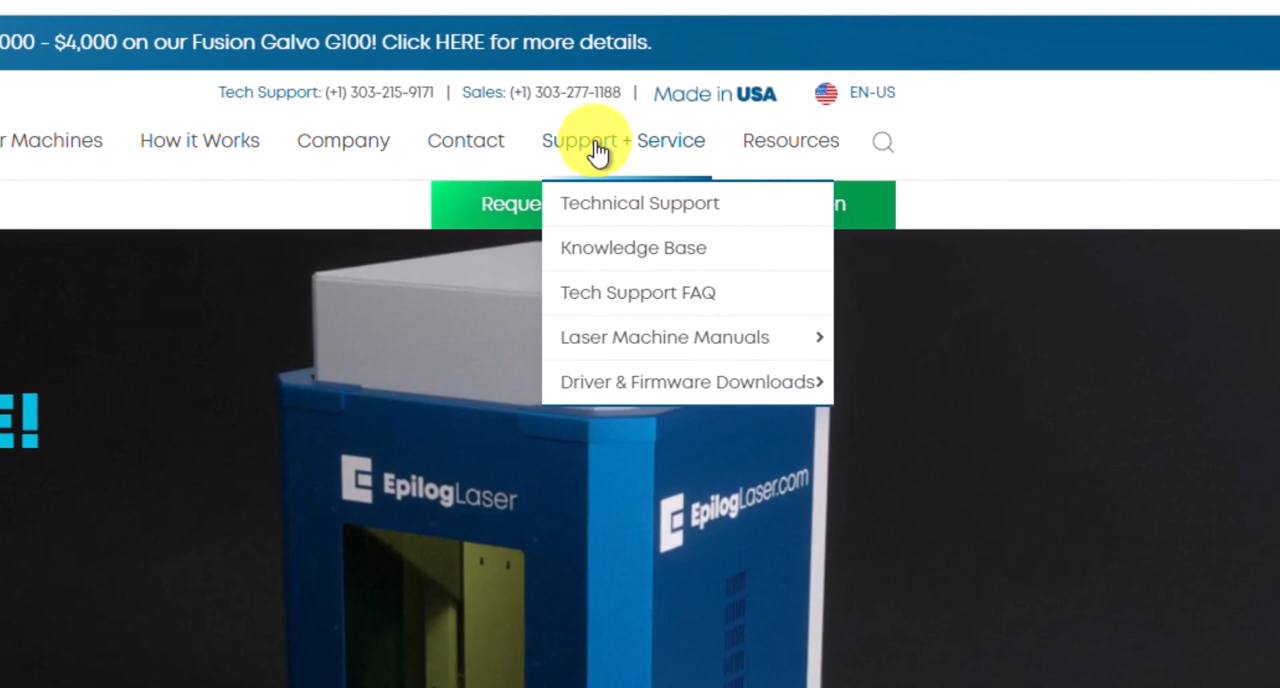 000 - $4,000 on our Fusion Galvo G100! Click HERE for more details.
Tech Support: (+1) 303-215-9171 | Sales: (+1) 303-277-1188 | Made in USA EN-US
r Machines How it Works Company Contact Support + Service Resources
Reque n
Technical Support
Knowledge Base
Tech Support FAQ
Laser Machine Manuals
Driver & Firmware Downloads
E!
EpilogLaser
EpilogLaser.com